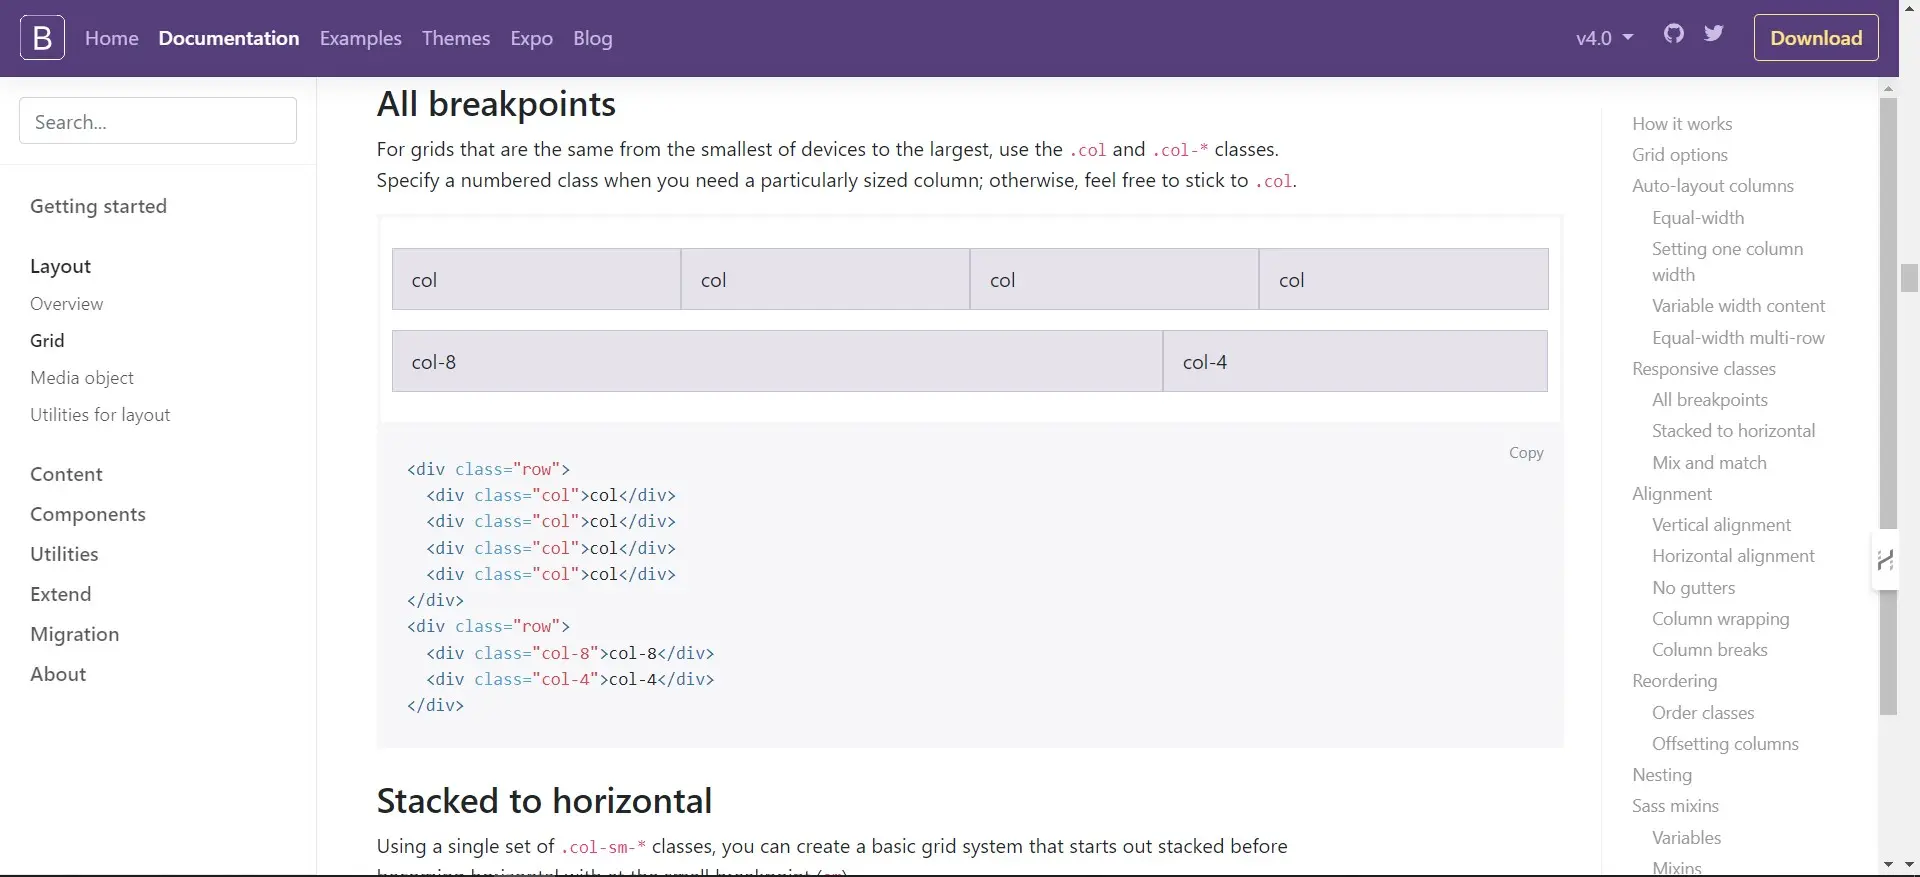 B Home Documentation Examples Themes Expo Blog v4.0 Download
Search...
Getting started
Layout
Overview
Grid
Media object
Utilities for layout
Content
Components
Utilities
Extend
Migration
About
All breakpoints
For grids that are the same from the smallest of devices to the largest, use the .col and .col-* classes.
Specify a numbered class when you need a particularly sized column; otherwise, feel free to stick to .col.
col col col col
col-8 col-4
Copy
<div class="row">
  <div class="col">col</div>
  <div class="col">col</div>
  <div class="col">col</div>
  <div class="col">col</div>
</div>
<div class="row">
  <div class="col-8">col-8</div>
  <div class="col-4">col-4</div>
</div>
Stacked to horizontal
Using a single set of .col-sm-* classes, you can create a basic grid system that starts out stacked before
How it works
Grid options
Auto-layout columns
Equal-width
Setting one column
width
Variable width content
Equal-width multi-row
Responsive classes
All breakpoints
Stacked to horizontal
Mix and match
Alignment
Vertical alignment
Horizontal alignment
No gutters
Column wrapping
Column breaks
Reordering
Order classes
Offsetting columns
Nesting
Sass mixins
Variables
Mixins